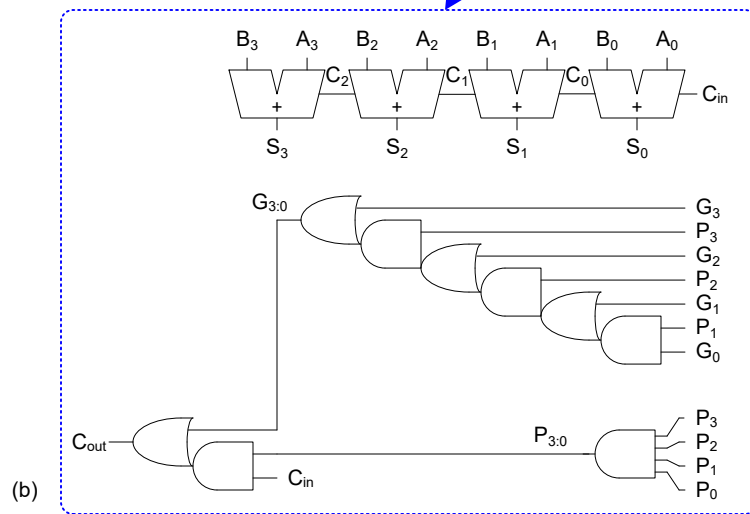 B3 A3 B2 A2 B1 A1 B0 A0
C2 C1 C0 Cin
+ + + +
S3 S2 S1 S0
G3:0 G3
P3
G2
P2
G1
P1
G0
P3
Cout P3:0 P2
Cin P1
(b) P0